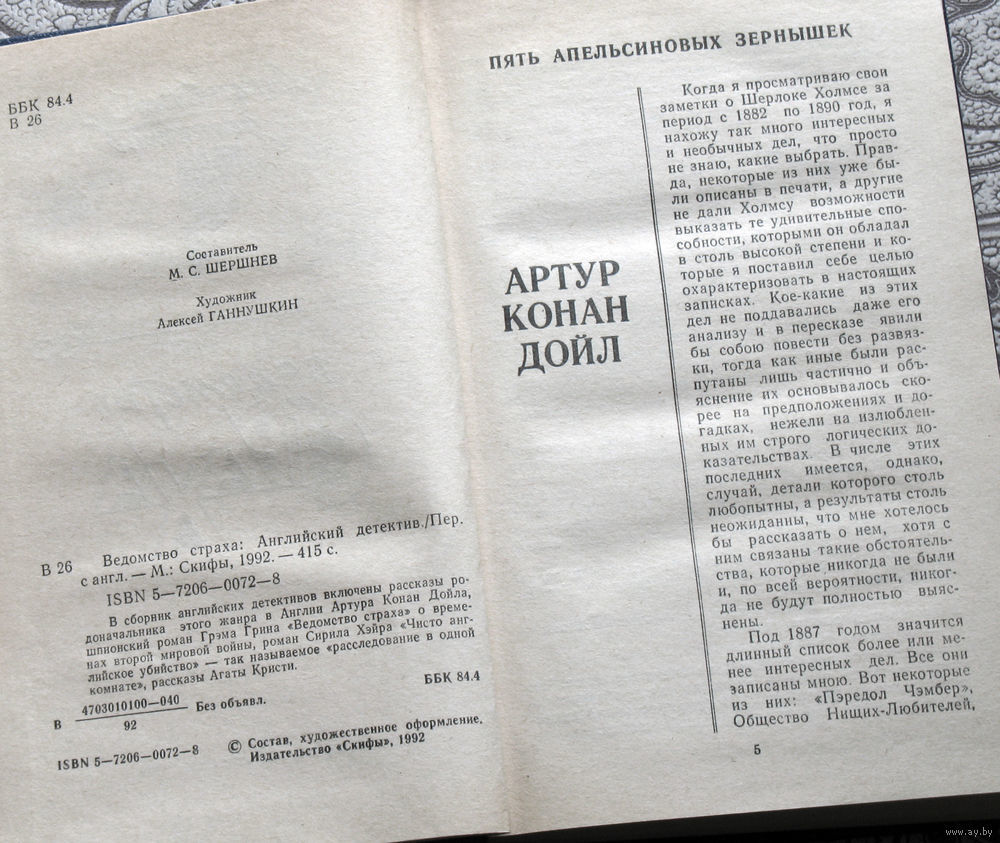 ББК 84.4
В 26
Составитель
М. С. ШЕРШНЕВ
Художник
Алексей ГАННУШКИН
В 26 Ведомство страха: Английский детектив./Пер.
с англ. — М.: Скифы, 1992. — 415 с.
ISBN 5—7206—0072—8
В сборник английских детективов включены рассказы ро-
доначальника этого жанра в Англии Артура Конан Дойла,
шпионский роман Грэма Грина «Ведомство страха» о време-
нах второй мировой войны, роман Сирила Хэйра «Чисто анг-
лийское убийство» — так называемое «расследование в одной
комнате», рассказы Агаты Кристи.
В 4703010100—040 Без объявл.
92
ББК 84.4
ISBN 5—7206—0072—8
© Состав, художественное оформление.
Издательство «Скифы», 1992
ПЯТЬ АПЕЛЬСИНОВЫХ ЗЕРНЫШЕК
АРТУР
КОНАН
ДОЙЛ
Когда я просматриваю свои
заметки о Шерлоке Холмсе за
период с 1882 по 1890 год, я
нахожу так много интересных
и необычных дел, что просто
не знаю, какие выбрать. Прав-
да, некоторые из них уже бы-
ли описаны в печати, а другие
не дали Холмсу возможности
выказать те удивительные спо-
собности, которыми он обладал
в столь высокой степени и ко-
торые я поставил себе целью
охарактеризовать в настоящих
записках. Кое-какие из этих
дел не поддавались даже его
анализу и в пересказе явили
бы собою повести без развяз-
ки, тогда как иные были рас-
путаны лишь частично и объ-
яснение их основывалось ско-
рее на предположениях и до-
гадках, нежели на излюблен-
ных им строго логических до-
казательствах. В числе этих
последних имеется, однако,
случай, детали которого столь
любопытны, а результаты столь
неожиданны, что мне хотелось
бы рассказать о нем, хотя с
ним связаны такие обстоятель-
ства, которые никогда не были
и, по всей вероятности, никог-
да не будут полностью выяс-
нены.
Под 1887 годом значится
длинный список более или ме-
нее интересных дел. Все они
записаны мною. Вот некоторые
из них: «Пэредол Чэмбер»,
Общество Нищих-Любителей,
5
www.ay.by